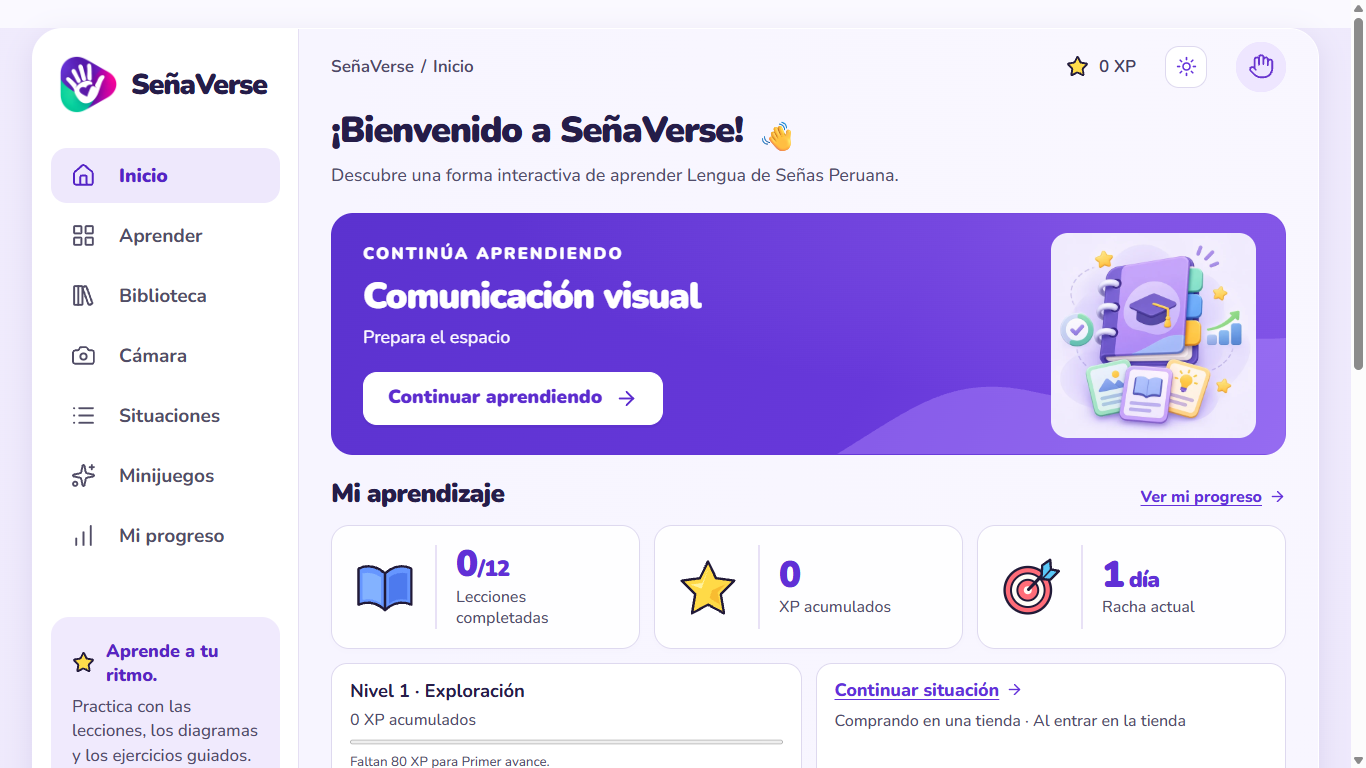 SeñaVerse
Inicio
Aprender
Biblioteca
Cámara
Situaciones
Minijuegos
Mi progreso
Aprende a tu
ritmo.
Practica con las
lecciones, los diagramas
y los ejercicios guiados.
SeñaVerse / Inicio
0 XP
¡Bienvenido a SeñaVerse!
Descubre una forma interactiva de aprender Lengua de Señas Peruana.
CONTINÚA APRENDIENDO
Comunicación visual
Prepara el espacio
Continuar aprendiendo
Mi aprendizaje
Ver mi progreso
0/12
Lecciones
completadas
0
XP acumulados
1 día
Racha actual
Nivel 1 · Exploración
0 XP acumulados
Faltan 80 XP para Primer avance.
Continuar situación
Comprando en una tienda · Al entrar en la tienda